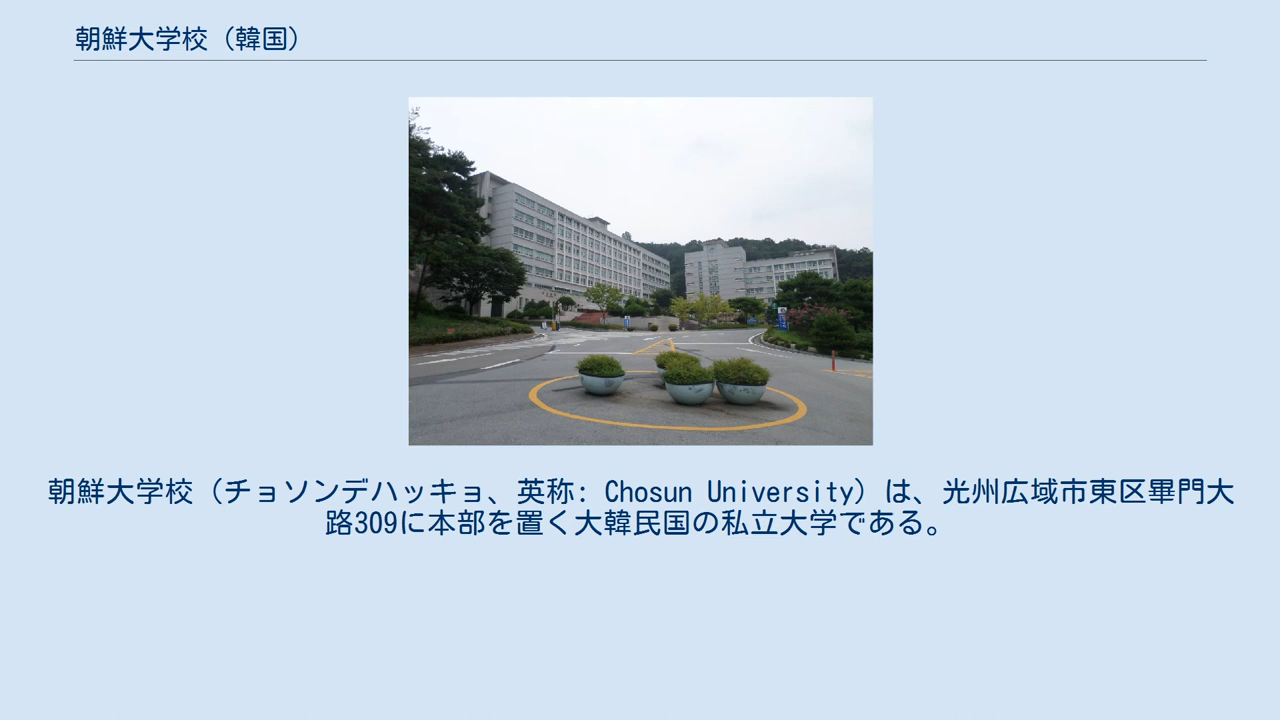 朝鮮大学校（韓国）
朝鮮大学校（チョソンデハッキョ、英称: Chosun University）は、光州広域市東区畢門大
路309に本部を置く大韓民国の私立大学である。